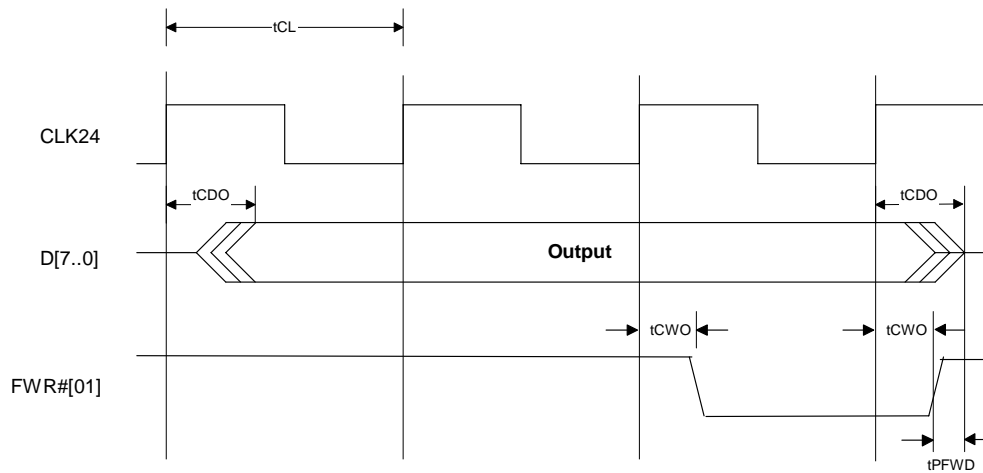 tCL
CLK24
tCDO
tCDO
D[7..0]
Output
tCWO
tCWO
FWR#[01]
tPFWD